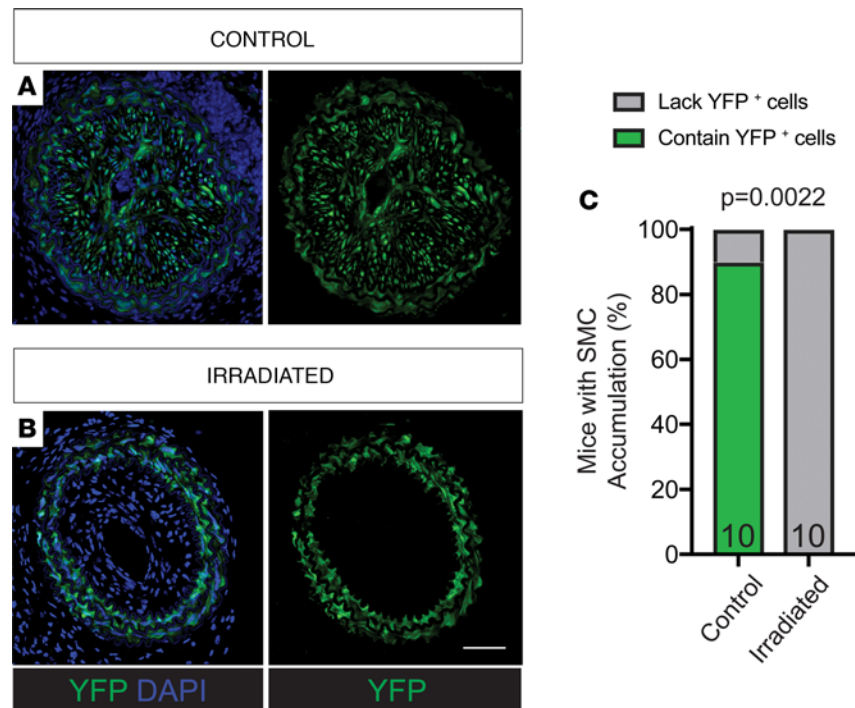 CONTROL
A
IRRADIATED
B
YFP DAPI
YFP
Lack YFP + cells
Contain YFP + cells
C
p=0.0022
Mice with SMC
Accumulation (%)
100
80
60
40
20
0
10
10
Control
Irradiated